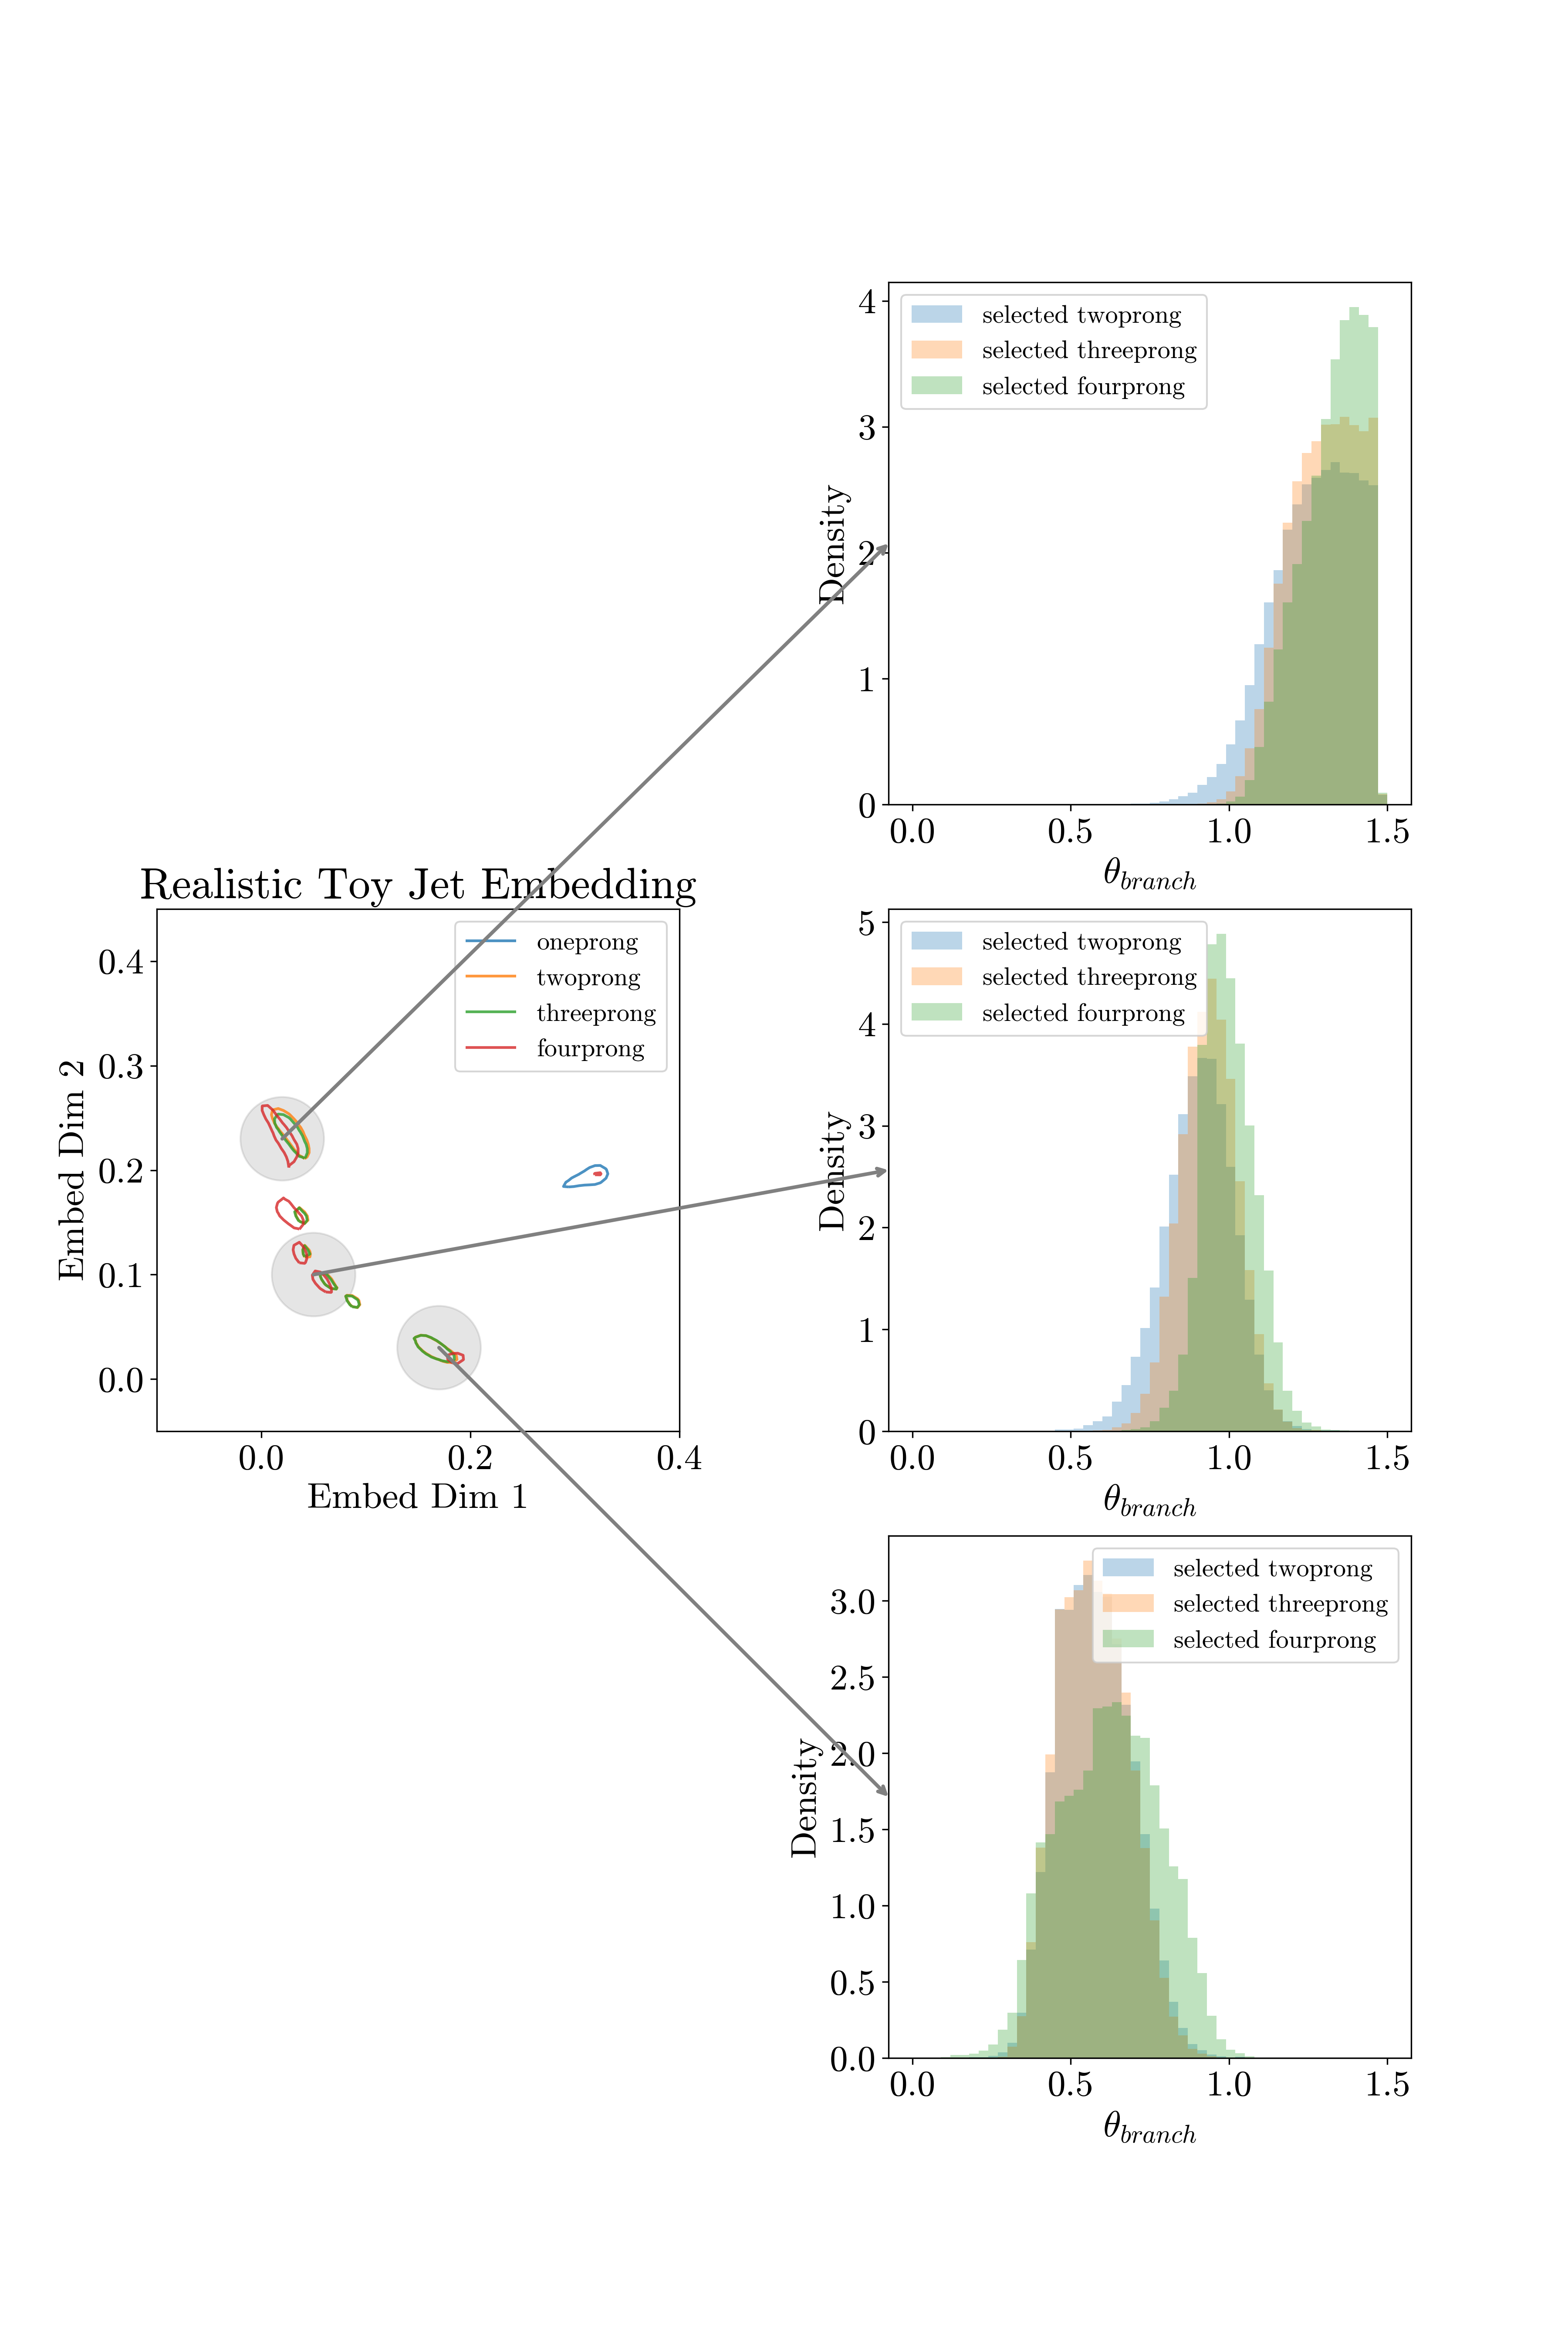 4
3
2
1
0
Density
selected twoprong
selected threeprong
selected fourprong
0.0 0.5 1.0 1.5
θ_branch
Realistic Toy Jet Embedding
0.4
0.3
0.2
0.1
0.0
Embed Dim 2
oneprong
twoprong
threeprong
fourprong
0.0 0.2 0.4
Embed Dim 1
5
4
3
2
1
0
Density
selected twoprong
selected threeprong
selected fourprong
0.0 0.5 1.0 1.5
θ_branch
3.0
2.5
2.0
1.5
1.0
0.5
0.0
Density
selected twoprong
selected threeprong
selected fourprong
0.0 0.5 1.0 1.5
θ_branch